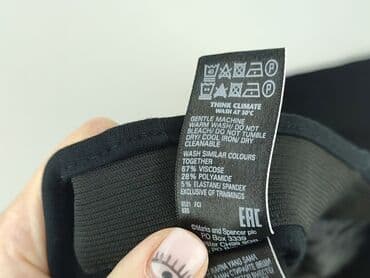 THINK CLIMATE
WASH AT 30°C
GENTLE MACHINE
WARM WASH/ DO NOT
BLEACH/ DO NOT TUMBLE
DRY/ COOL IRON/ DRY
CLEANABLE
WASH SIMILAR COLOURS
TOGETHER
67% VISCOSE
28% POLYAMIDE
5% ELASTANE/ SPANDEX
EXCLUSIVE OF TRIMMINGS
EAC
©Marks and Spencer plc
PO Box 3339